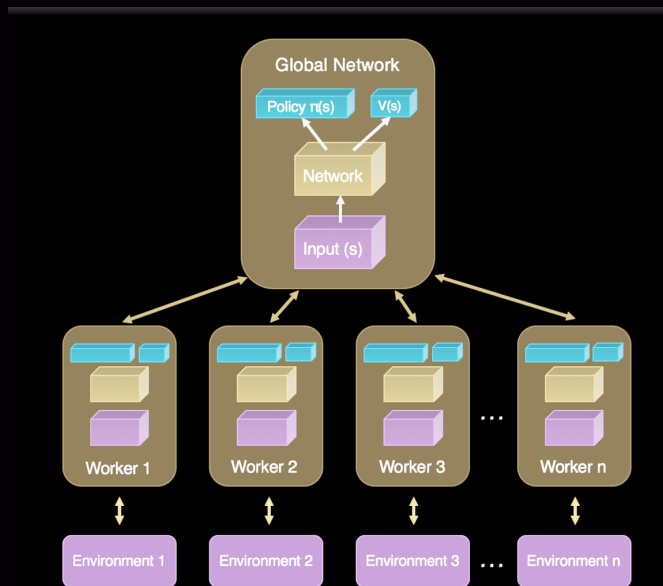 Global Network
Policy π(s)
V(s)
Network
Input (s)
Worker 1
Worker 2
Worker 3
...
Worker n
Environment 1
Environment 2
Environment 3
...
Environment n